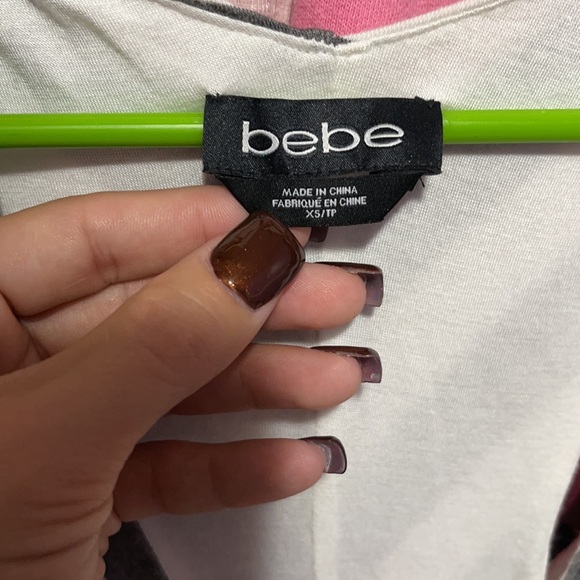 bebe
MADE IN CHINA
FABRIQUÉ EN CHINE
XS/TP